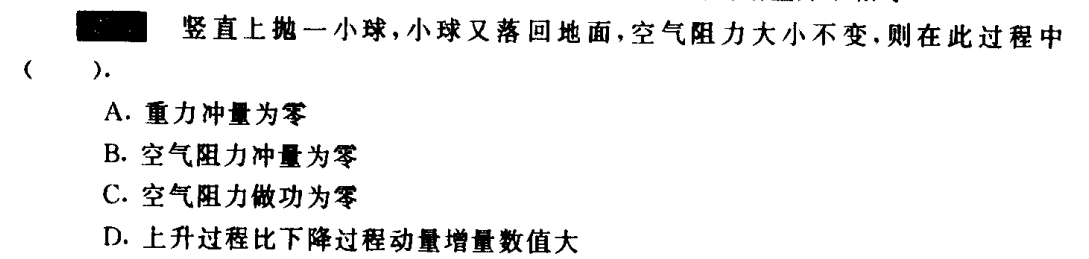 竖直上抛一小球,小球又落回地面,空气阻力大小不变,则在此过程中
(  ).
A. 重力冲量为零
B. 空气阻力冲量为零
C. 空气阻力做功为零
D. 上升过程比下降过程动量增量数值大